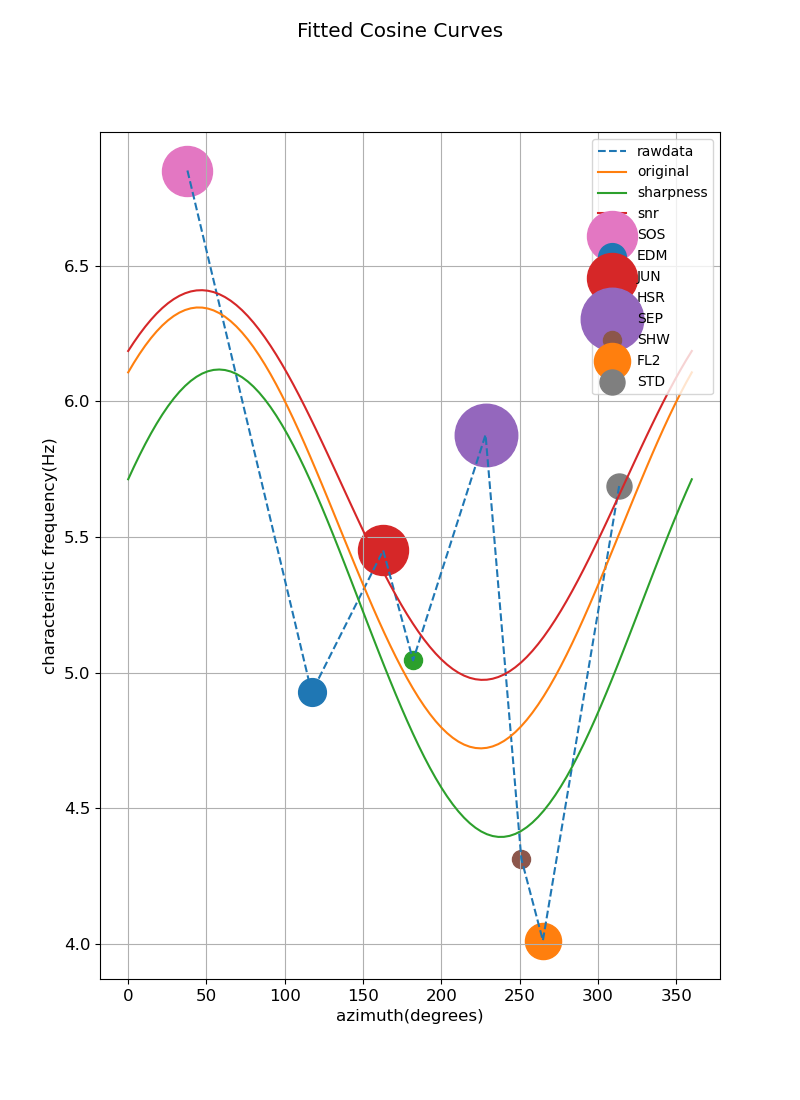 Fitted Cosine Curves
rawdata
original
sharpness
snr
SOS
EDM
JUN
HSR
SEP
SHW
FL2
STD
6.5
6.0
5.5
5.0
4.5
4.0
characteristic frequency(Hz)
0 50 100 150 200 250 300 350
azimuth(degrees)